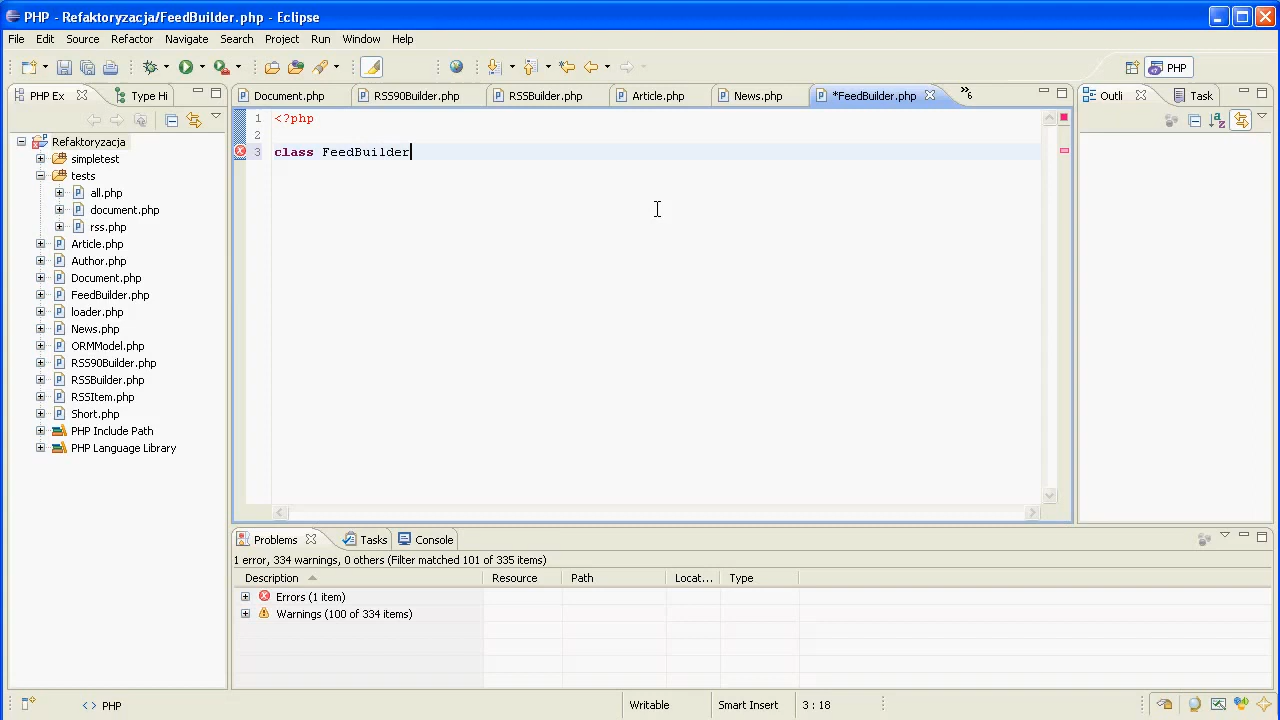 PHP - Refaktoryzacja/FeedBuilder.php - Eclipse
File Edit Source Refactor Navigate Search Project Run Window Help
PHP
PHP Ex Type Hi
Document.php RSS90Builder.php RSSBuilder.php Article.php News.php *FeedBuilder.php »6
Outli Task
Refaktoryzacja
simpletest
tests
all.php
document.php
rss.php
Article.php
Author.php
Document.php
FeedBuilder.php
loader.php
News.php
ORMModel.php
RSS90Builder.php
RSSBuilder.php
RSSItem.php
Short.php
PHP Include Path
PHP Language Library
1 <?php
2
3 class FeedBuilder
Problems Tasks Console
1 error, 334 warnings, 0 others (Filter matched 101 of 335 items)
Description Resource Path Locat... Type
Errors (1 item)
Warnings (100 of 334 items)
<> PHP Writable Smart Insert 3 : 18